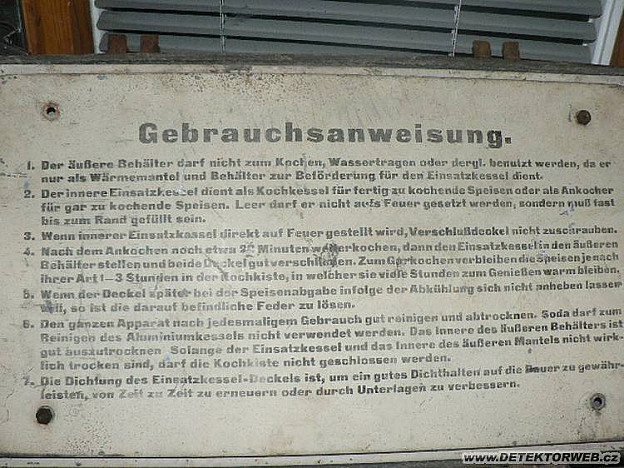 Gebrauchsanweisung.
1. Der äußere Behälter darf nicht zum Kochen, Wassertragen oder dergl. benutzt werden, da er
nur als Wärmemantel und Behälter zur Beförderung für den Einsatzkessel dient.
2. Der innere Einsatzkessel dient als Kochkessel für fertig zu kochende Speisen oder als Ankocher
für gar zu kochende Speisen. Leer darf er nicht aufs Feuer gesetzt werden, sondern muß fast
bis zum Rand gefüllt sein.
3. Wenn innerer Einsatzkessel direkt auf Feuer gestellt wird, Verschlußdeckel nicht zuschrauben.
4. Nach dem Ankochen noch etwa Minuten weiterkochen, dann den Einsatzkessel in den äußeren
Behälter stellen und beide Deckel gut verschließen. Zum Garkochen verbleiben die Speisen je nach
ihrer Art 1–3 Stunden in der Kochkiste, in welcher sie viele Stunden zum Genießen warm bleiben.
5. Wenn der Deckel später bei der Speisenabgabe infolge der Abkühlung sich nicht anheben lassen
will, so ist die darauf befindliche Feder zu lösen.
6. Den ganzen Apparat nach jedesmaligem Gebrauch gut reinigen und abtrocknen. Soda darf zum
Reinigen des Aluminiumkessels nicht verwendet werden. Das Innere des äußeren Behälters ist
gut auszutrocknen. Solange der Einsatzkessel und das Innere des äußeren Mantels nicht wirk-
lich trocken sind, darf die Kochkiste nicht geschlossen werden.
7. Die Dichtung des Einsatzkessel-Deckels ist, um ein gutes Dichthalten auf die Dauer zu gewähr-
leisten, von Zeit zu Zeit zu erneuern oder durch Unterlagen zu verbessern.
www.DETEKTORWEB.cz